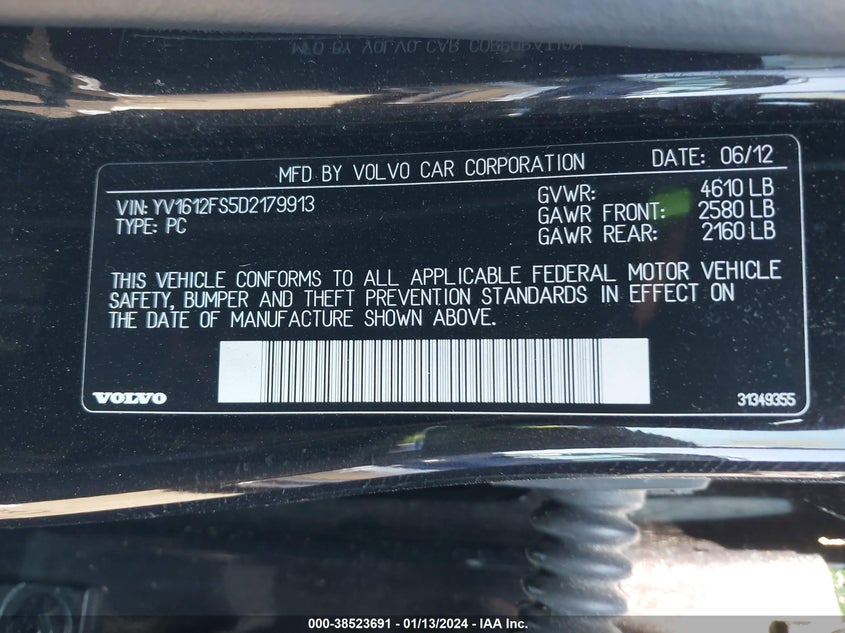 MFD BY VOLVO CAR CORPORATION DATE: 06/12
VIN: YV1612FS5D2179913 GVWR: 4610 LB
TYPE: PC GAWR FRONT: 2580 LB
GAWR REAR: 2160 LB
THIS VEHICLE CONFORMS TO ALL APPLICABLE FEDERAL MOTOR VEHICLE
SAFETY, BUMPER AND THEFT PREVENTION STANDARDS IN EFFECT ON
THE DATE OF MANUFACTURE SHOWN ABOVE.
VOLVO 31349355
000-38523691 - 01/13/2024 - IAA Inc.